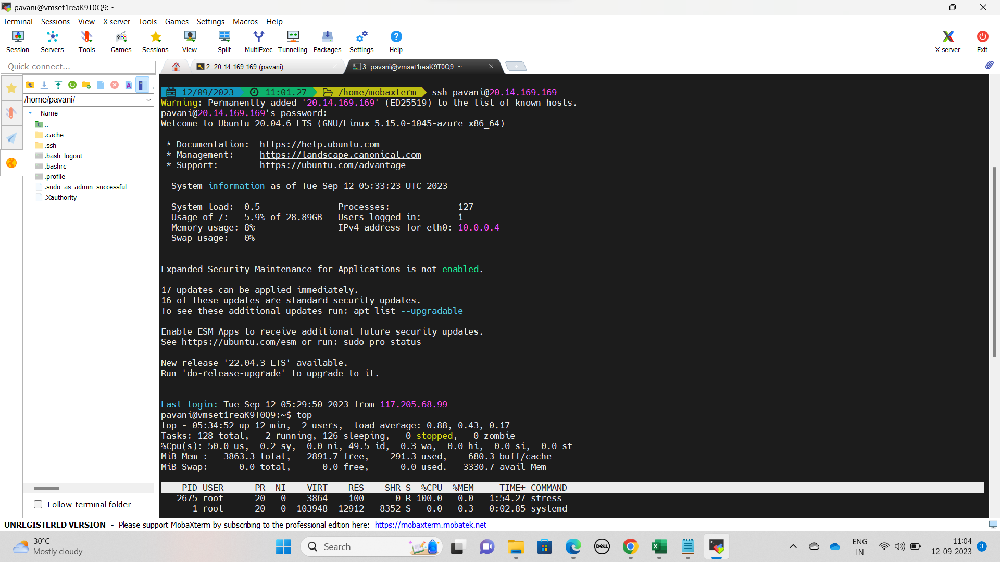 pavani@vmset1reaK9T0Q9: ~
Terminal Sessions View X server Tools Games Settings Macros Help
Session Servers Tools Games Sessions View Split MultiExec Tunneling Packages Settings Help X server Exit
Quick connect...
2. 20.14.169.169 (pavani)
3. pavani@vmset1reaK9T0Q9: ~
/home/pavani/
Name
..
.cache
.ssh
.bash_logout
.bashrc
.profile
.sudo_as_admin_successful
.Xauthority
Follow terminal folder
12/09/2023 11:01.27 /home/mobaxterm ssh pavani@20.14.169.169
Warning: Permanently added '20.14.169.169' (ED25519) to the list of known hosts.
pavani@20.14.169.169's password:
Welcome to Ubuntu 20.04.6 LTS (GNU/Linux 5.15.0-1045-azure x86_64)
* Documentation: https://help.ubuntu.com
* Management: https://landscape.canonical.com
* Support: https://ubuntu.com/advantage
System information as of Tue Sep 12 05:33:23 UTC 2023
System load: 0.5 Processes: 127
Usage of /: 5.9% of 28.89GB Users logged in: 1
Memory usage: 8% IPv4 address for eth0: 10.0.0.4
Swap usage: 0%
Expanded Security Maintenance for Applications is not enabled.
17 updates can be applied immediately.
16 of these updates are standard security updates.
To see these additional updates run: apt list --upgradable
Enable ESM Apps to receive additional future security updates.
See https://ubuntu.com/esm or run: sudo pro status
New release '22.04.3 LTS' available.
Run 'do-release-upgrade' to upgrade to it.
Last login: Tue Sep 12 05:29:50 2023 from 117.205.68.99
pavani@vmset1reaK9T0Q9:~$ top
top - 05:34:52 up 12 min, 2 users, load average: 0.88, 0.43, 0.17
Tasks: 128 total, 2 running, 126 sleeping, 0 stopped, 0 zombie
%Cpu(s): 50.0 us, 0.2 sy, 0.0 ni, 49.5 id, 0.3 wa, 0.0 hi, 0.0 si, 0.0 st
MiB Mem : 3863.3 total, 2891.7 free, 291.3 used, 680.3 buff/cache
MiB Swap: 0.0 total, 0.0 free, 0.0 used. 3330.7 avail Mem
PID USER PR NI VIRT RES SHR S %CPU %MEM TIME+ COMMAND
2675 root 20 0 3864 100 0 R 100.0 0.0 1:54.27 stress
1 root 20 0 103948 12912 8352 S 0.0 0.3 0:02.85 systemd
UNREGISTERED VERSION - Please support MobaXterm by subscribing to the professional edition here: https://mobaxterm.mobatek.net
30°C
Mostly cloudy
Search
DELL
ENG
IN
11:04
12-09-2023
3